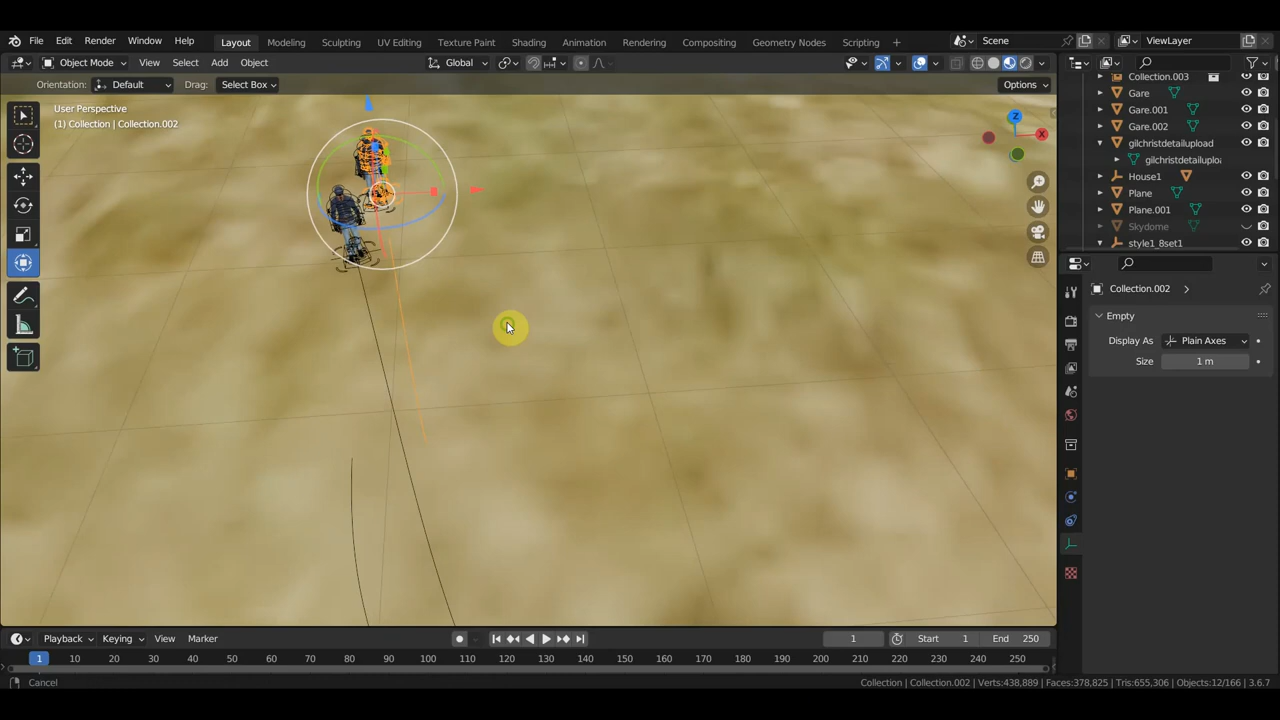 File Edit Render Window Help Layout Modeling Sculpting UV Editing Texture Paint Shading Animation Rendering Compositing Geometry Nodes Scripting + Scene ViewLayer
Object Mode View Select Add Object Global Options
Orientation: Default Drag: Select Box
User Perspective
(1) Collection | Collection.002
Z
X
Collection.003
Gare
Gare.001
Gare.002
gilchristdetailupload
gilchristdetailuploa
House1
Plane
Plane.001
Skydome
style1_8set1
Collection.002
Empty
Display As Plain Axes
Size 1 m
Playback Keying View Marker 1 Start 1 End 250
1 10 20 30 40 50 60 70 80 90 100 110 120 130 140 150 160 170 180 190 200 210 220 230 240 250
Cancel Collection | Collection.002 | Verts:438,889 | Faces:378,825 | Tris:655,306 | Objects:12/166 | 3.6.7